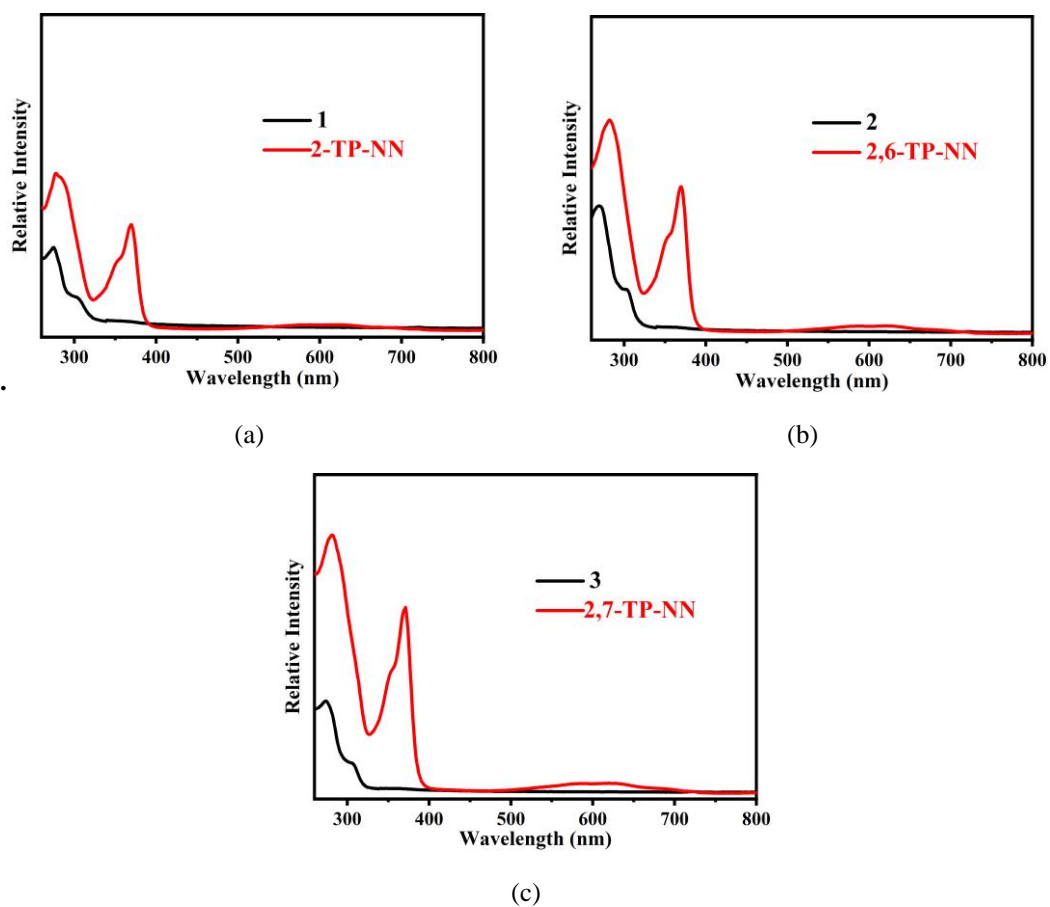 Relative Intensity
1
2-TP-NN
300 400 500 600 700 800
Wavelength (nm)
(a)
Relative Intensity
2
2,6-TP-NN
300 400 500 600 700 800
Wavelength (nm)
(b)
.
Relative Intensity
3
2,7-TP-NN
300 400 500 600 700 800
Wavelength (nm)
(c)